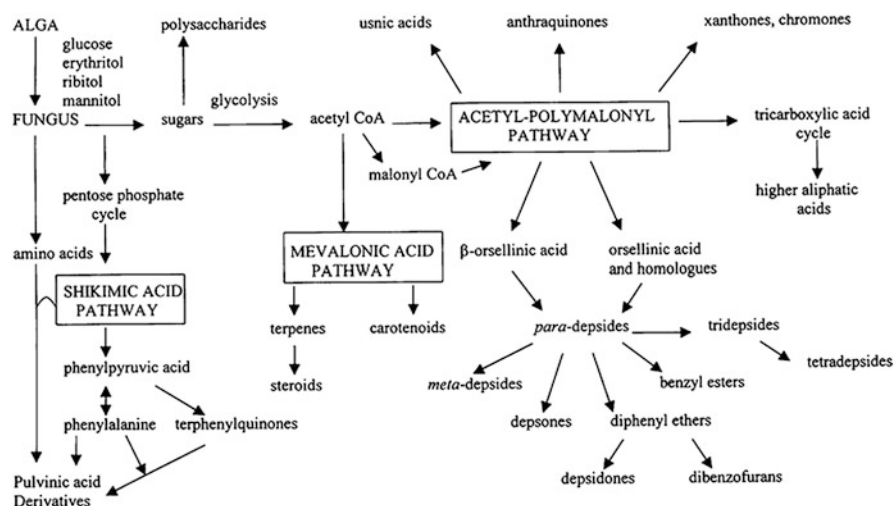 ALGA
glucose
erythritol
ribitol
mannitol
FUNGUS
polysaccharides
sugars
glycolysis
acetyl CoA
malonyl CoA
usnic acids
anthraquinones
xanthones, chromones
ACETYL-POLYMALONYL
PATHWAY
tricarboxylic acid
cycle
higher aliphatic
acids
pentose phosphate
cycle
amino acids
SHIKIMIC ACID
PATHWAY
MEVALONIC ACID
PATHWAY
β-orsellinic acid
orsellinic acid
and homologues
terpenes
carotenoids
steroids
para-depsides
tridepsides
tetradepsides
meta-depsides
benzyl esters
depsones
diphenyl ethers
depsidones
dibenzofurans
phenylpyruvic acid
phenylalanine
terphenylquinones
Pulvinic acid
Derivatives